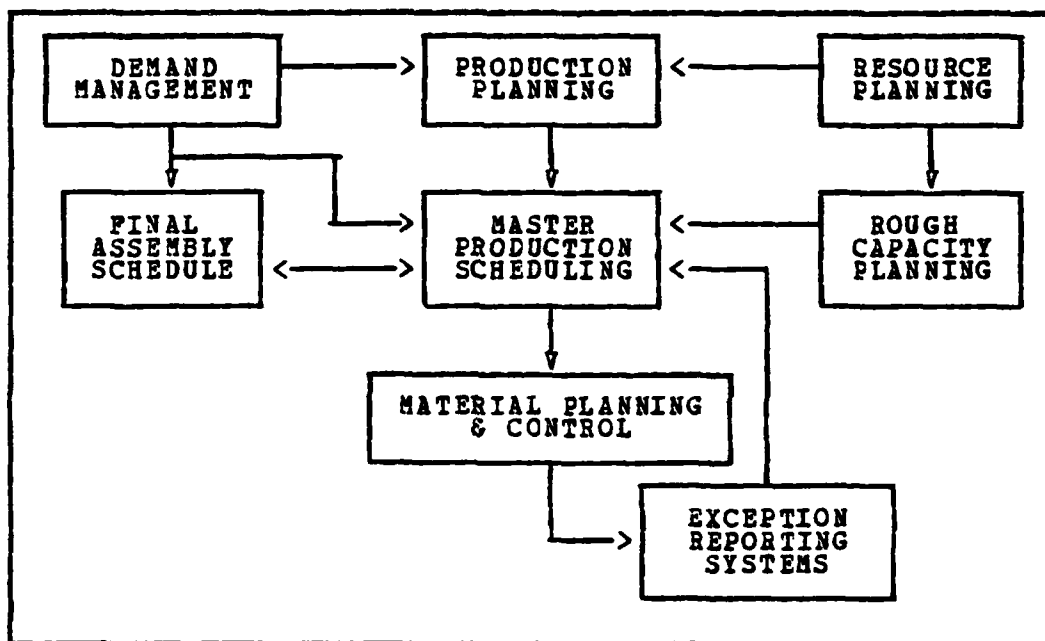 DEMAND
MANAGEMENT
PRODUCTION
PLANNING
RESOURCE
PLANNING
FINAL
ASSEMBLY
SCHEDULE
MASTER
PRODUCTION
SCHEDULING
ROUGH
CAPACITY
PLANNING
MATERIAL PLANNING
& CONTROL
EXCEPTION
REPORTING
SYSTEMS